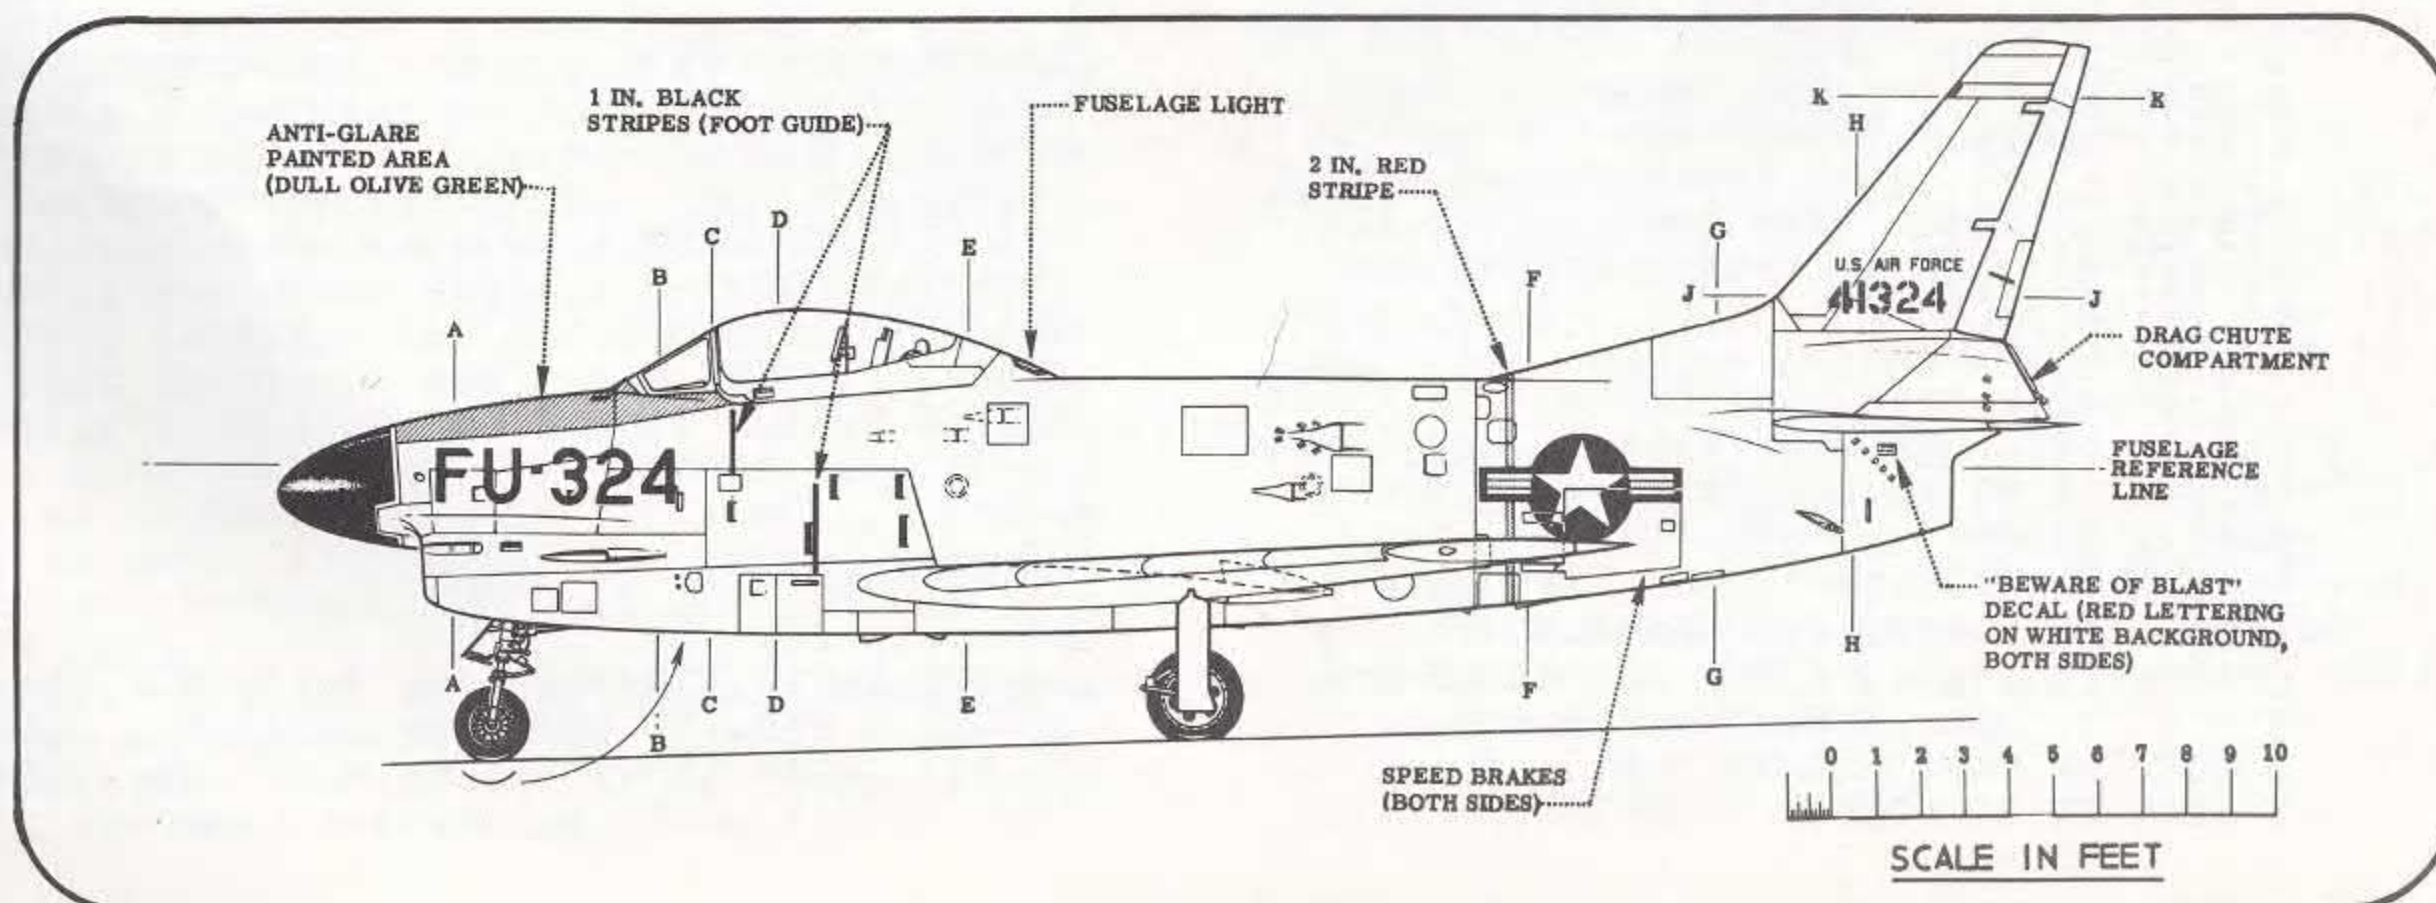 K
K
H
1 IN. BLACK
STRIPES (FOOT GUIDE)
FUSELAGE LIGHT
ANTI-GLARE
PAINTED AREA
(DULL OLIVE GREEN)
2 IN. RED
STRIPE
A
B
C
D
E
F
G
J
J
U.S. AIR FORCE
41324
DRAG CHUTE
COMPARTMENT
FU-324
FUSELAGE
REFERENCE
LINE
"BEWARE OF BLAST"
DECAL (RED LETTERING
ON WHITE BACKGROUND,
BOTH SIDES)
A
B
C
D
E
F
G
H
SPEED BRAKES
(BOTH SIDES)
0 1 2 3 4 5 6 7 8 9 10
SCALE IN FEET